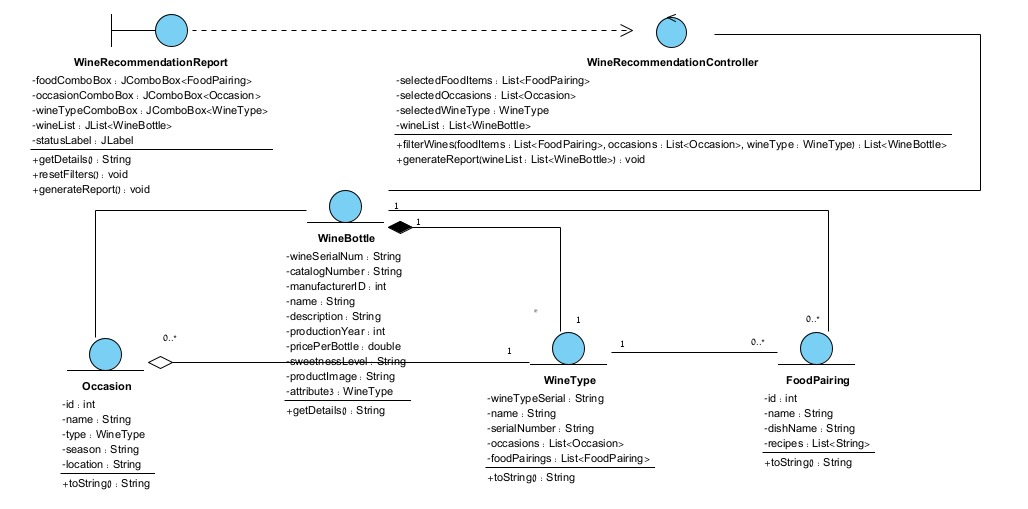 WineRecommendationReport
-foodComboBox : JComboBox<FoodPairing>
-occasionComboBox : JComboBox<Occasion>
-wineTypeComboBox : JComboBox<WineType>
-wineList : JList<WineBottle>
-statusLabel : JLabel
+getDetails() : String
+resetFilters() : void
+generateReport() : void
WineRecommendationController
-selectedFoodItems : List<FoodPairing>
-selectedOccasions : List<Occasion>
-selectedWineType : WineType
-wineList : List<WineBottle>
+filterWines(foodItems : List<FoodPairing>, occasions : List<Occasion>, wineType : WineType) : List<WineBottle>
+generateReport(wineList : List<WineBottle>) : void
1
1
WineBottle
-wineSerialNum : String
-catalogNumber : String
-manufacturerID : int
-name : String
-description : String
-productionYear : int
-pricePerBottle : double
-sweetnessLevel : String
-productImage : String
-attribute3 : WineType
+getDetails() : String
*
1
0..*
0..*
1
1
0..*
Occasion
-id : int
-name : String
-type : WineType
-season : String
-location : String
+toString() : String
WineType
-wineTypeSerial : String
-name : String
-serialNumber : String
-occasions : List<Occasion>
-foodPairings : List<FoodPairing>
+toString() : String
FoodPairing
-id : int
-name : String
-dishName : String
-recipes : List<String>
+toString() : String